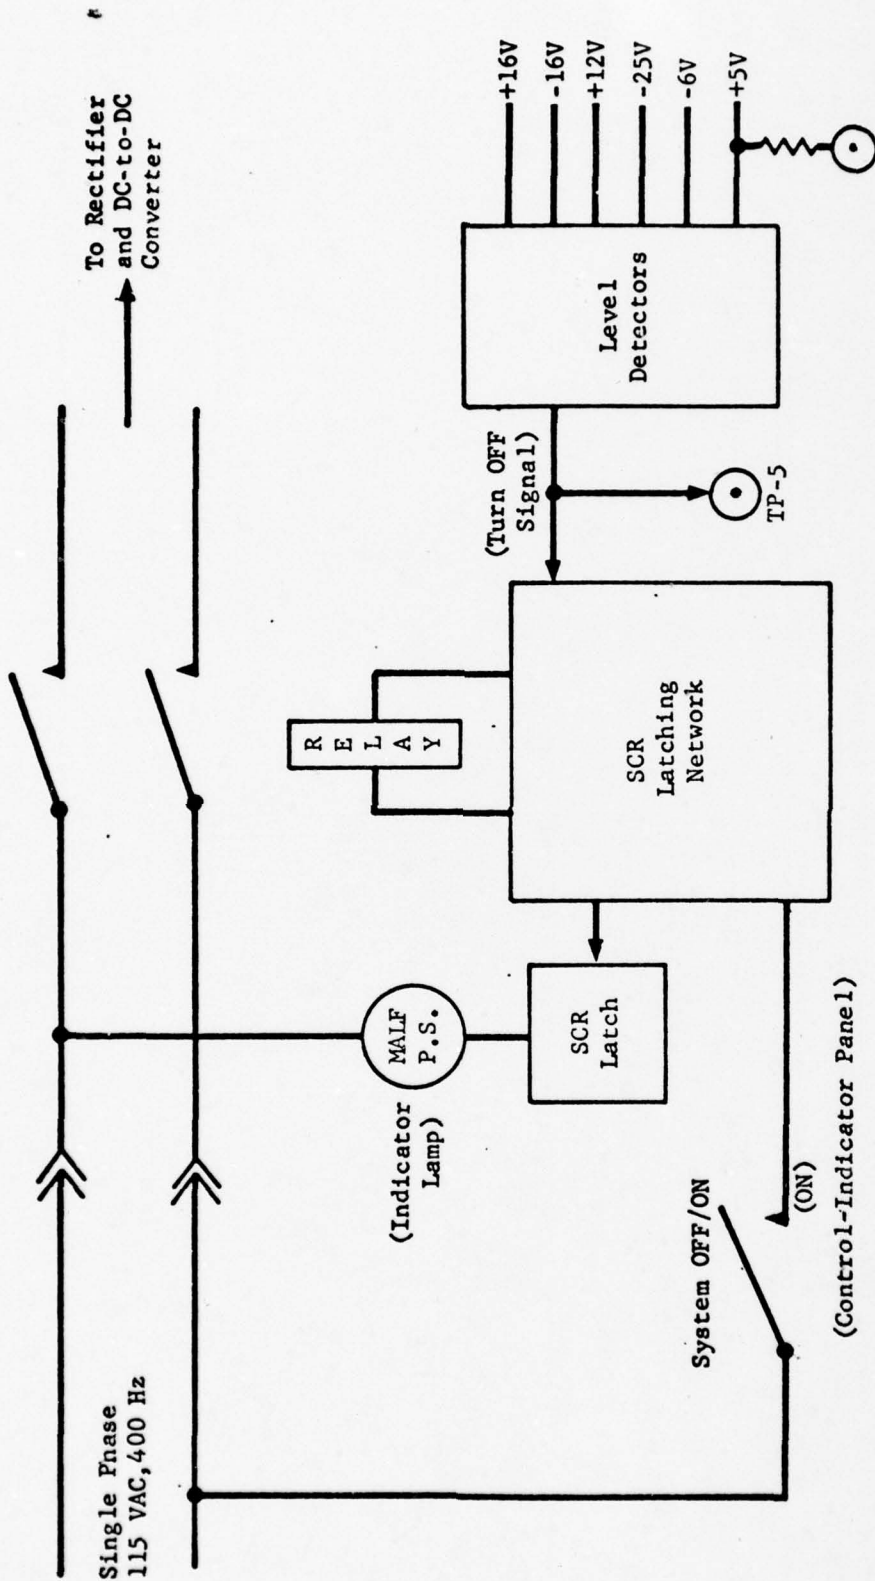 To Rectifier
and DC-to-DC
Converter
Single Phase
115 VAC, 400 Hz
R
E
L
A
Y
MALF
P.S.
(Indicator
Lamp)
SCR
Latch
SCR
Latching
Network
(Turn OFF
Signal)
TP-5
Level
Detectors
+16V
-16V
+12V
-25V
-6V
+5V
System OFF/ON
(ON)
(Control-Indicator Panel)